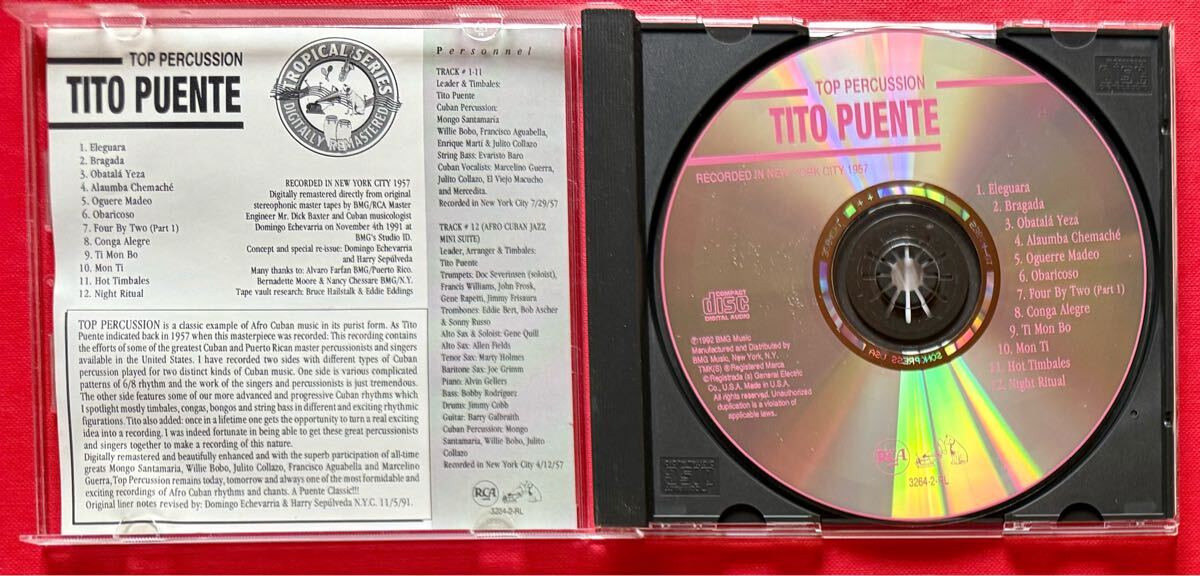 TOP PERCUSSION
TITO PUENTE
TROPICAL SERIES
DIGITALLY REMASTERED
1. Eleguara
2. Bragada
3. Obatalá Yeza
4. Alaumba Chemaché
5. Oguere Madeo
6. Obaricoso
7. Four By Two (Part 1)
8. Conga Alegre
9. Ti Mon Bo
10. Mon Ti
11. Hot Timbales
12. Night Ritual
RECORDED IN NEW YORK CITY 1957
Digitally remastered directly from original
stereophonic master tapes by BMG/RCA Master
Engineer Mr. Dick Baxter and Cuban musicologist
Domingo Echevarria on November 4th 1991 at
BMG's Studio ID.
Concept and special re-issue: Domingo Echevarria
and Harry Sepúlveda
Many thanks to: Alvaro Farfan BMG/Puerto Rico.
Bernadette Moore & Nancy Chessare BMG/N.Y.
Tape vault research: Bruce Hailstalk & Eddie Eddings
TOP PERCUSSION is a classic example of Afro Cuban music in its purist form. As Tito
Puente indicated back in 1957 when this masterpiece was recorded: This recording contains
the efforts of some of the greatest Cuban and Puerto Rican master percussionists and singers
available in the United States. I have recorded two sides with different types of Cuban
percussion played for two distinct kinds of Cuban music. One side is various complicated
patterns of 6/8 rhythm and the work of the singers and percussionists is just tremendous.
The other side features some of our more advanced and progressive Cuban rhythms which
I spotlight mostly timbales, congas, bongos and string bass in different and exciting rhythmic
figurations. Tito also added: once in a lifetime one gets the opportunity to turn a real exciting
idea into a recording. I was indeed fortunate in being able to get these great percussionists
and singers together to make a recording of this nature.
Digitally remastered and beautifully enhanced and with the superb participation of all-time
greats Mongo Santamaria, Willie Bobo, Julito Collazo, Francisco Aguabella and Marcelino
Guerra, Top Percussion remains today, tomorrow and always one of the most formidable and
exciting recordings of Afro Cuban rhythms and chants. A Puente Classic!!!
Original liner notes revised by: Domingo Echevarria & Harry Sepúlveda N.Y.C. 11/5/91.
Personnel
TRACK # 1-11
Leader & Timbales:
Tito Puente
Cuban Percussion:
Mongo Santamaria
Willie Bobo, Francisco Aguabella,
Enrique Marti & Julito Collazo
String Bass: Evaristo Baro
Cuban Vocalists: Marcelino Guerra,
Julito Collazo, El Viejo Macucho
and Mercedita.
Recorded in New York City 7/29/57
TRACK # 12 (AFRO CUBAN JAZZ
MINI SUITE)
Leader, Arranger & Timbales:
Tito Puente
Trumpets: Doc Severinsen (soloist),
Francis Williams, John Frosk,
Gene Rapetti, Jimmy Frisaura
Trombones: Eddie Bert, Bob Ascher
& Sonny Russo
Alto Sax & Soloist: Gene Quill
Alto Sax: Allen Fields
Tenor Sax: Marty Holmes
Baritone Sax: Joe Grimm
Piano: Alvin Gellers
Bass: Bobby Rodriguez
Drums: Jimmy Cobb
Guitar: Barry Galbraith
Cuban Percussion: Mongo
Santamaria, Willie Bobo, Julito
Collazo
Recorded in New York City 4/12/57
RCA
3264-2-RL
TOP PERCUSSION
TITO PUENTE
RECORDED IN NEW YORK CITY 1957
1. Eleguara
2. Bragada
3. Obatalá Yeza
4. Alaumba Chemaché
5. Oguerre Madeo
6. Obaricoso
7. Four By Two (Part 1)
8. Conga Alegre
9. Ti Mon Bo
10. Mon Ti
11. Hot Timbales
12. Night Ritual
COMPACT
disc
DIGITAL AUDIO
℗1992 BMG Music
Manufactured and Distributed by
BMG Music, New York, N.Y.
TMK(S) ®Registered Marca
©Registrada (s) General Electric
Co., U.S.A. Made in U.S.A.
All rights reserved. Unauthorized
duplication is a violation of
applicable laws.
RCA
3264-2-RL